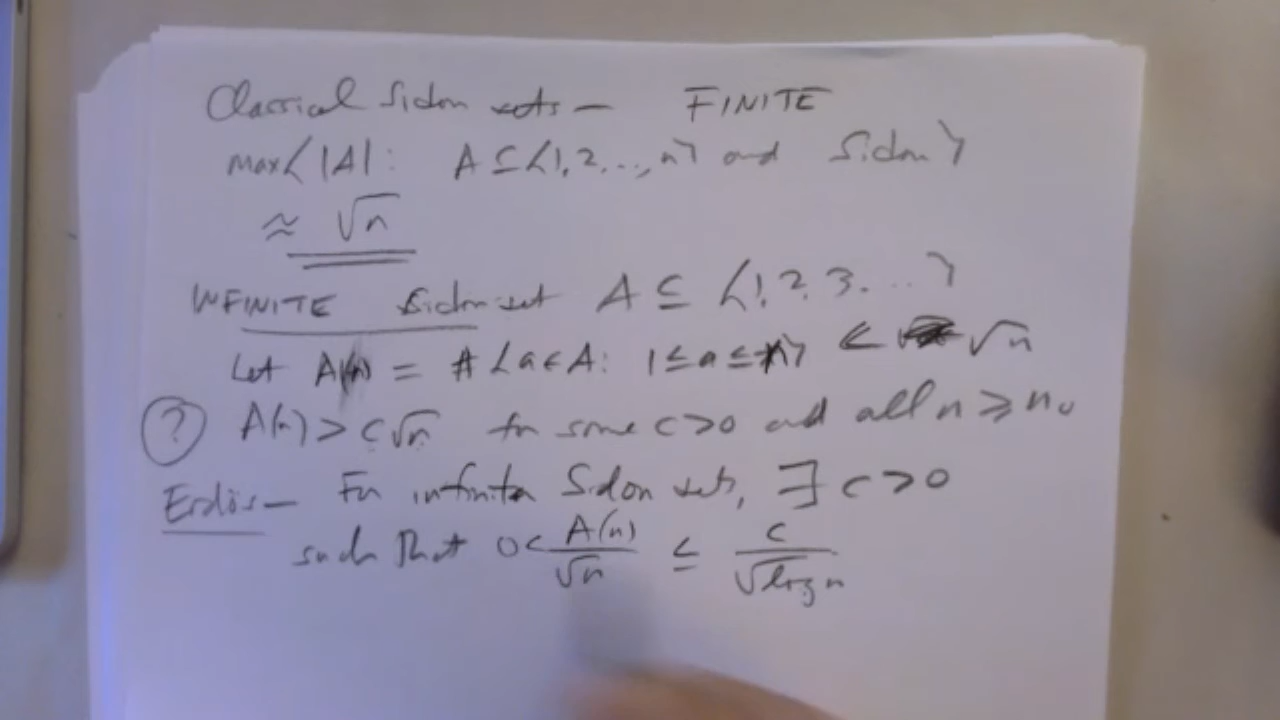 Classical Sidon sets — FINITE
max{ |A| : A ⊆ {1, 2, ..., n} and Sidon }
≈ √n
INFINITE Sidon set A ⊆ {1, 2, 3, ... }
Let A(n) = # {a ∈ A : 1 ≤ a ≤ n} < √n
? A(n) > c√n for some c > 0 and all n ≥ n₀
Erdős — For infinite Sidon sets, ∃ c > 0
such that 0 < A(n)/√n ≤ c/√log n